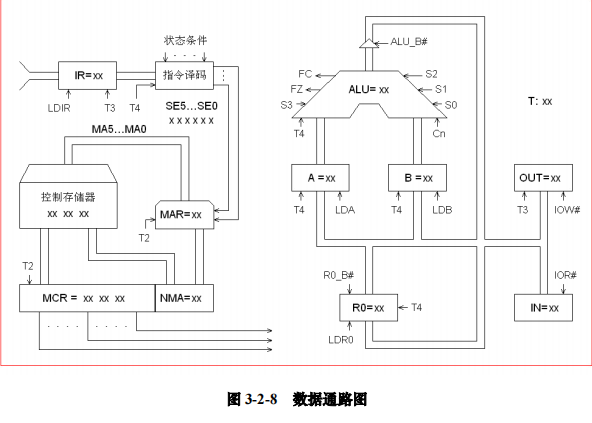 状态条件
IR=xx
指令译码
LDIR
T3
T4
SE5...SE0
x x x x x x
MA5...MA0
控制存储器
xx xx xx
MAR=xx
T2
T2
MCR = xx xx xx
NMA=xx
. . . .
. . . . .
ALU_B#
FC
FZ
S3
ALU= xx
S2
S1
S0
T4
Cn
T: xx
A =xx
B =xx
OUT=xx
T4
LDA
T4
LDB
T3
IOW#
R0_B#
IOR#
R0=xx
T4
IN=xx
LDR0
图 3-2-8 数据通路图